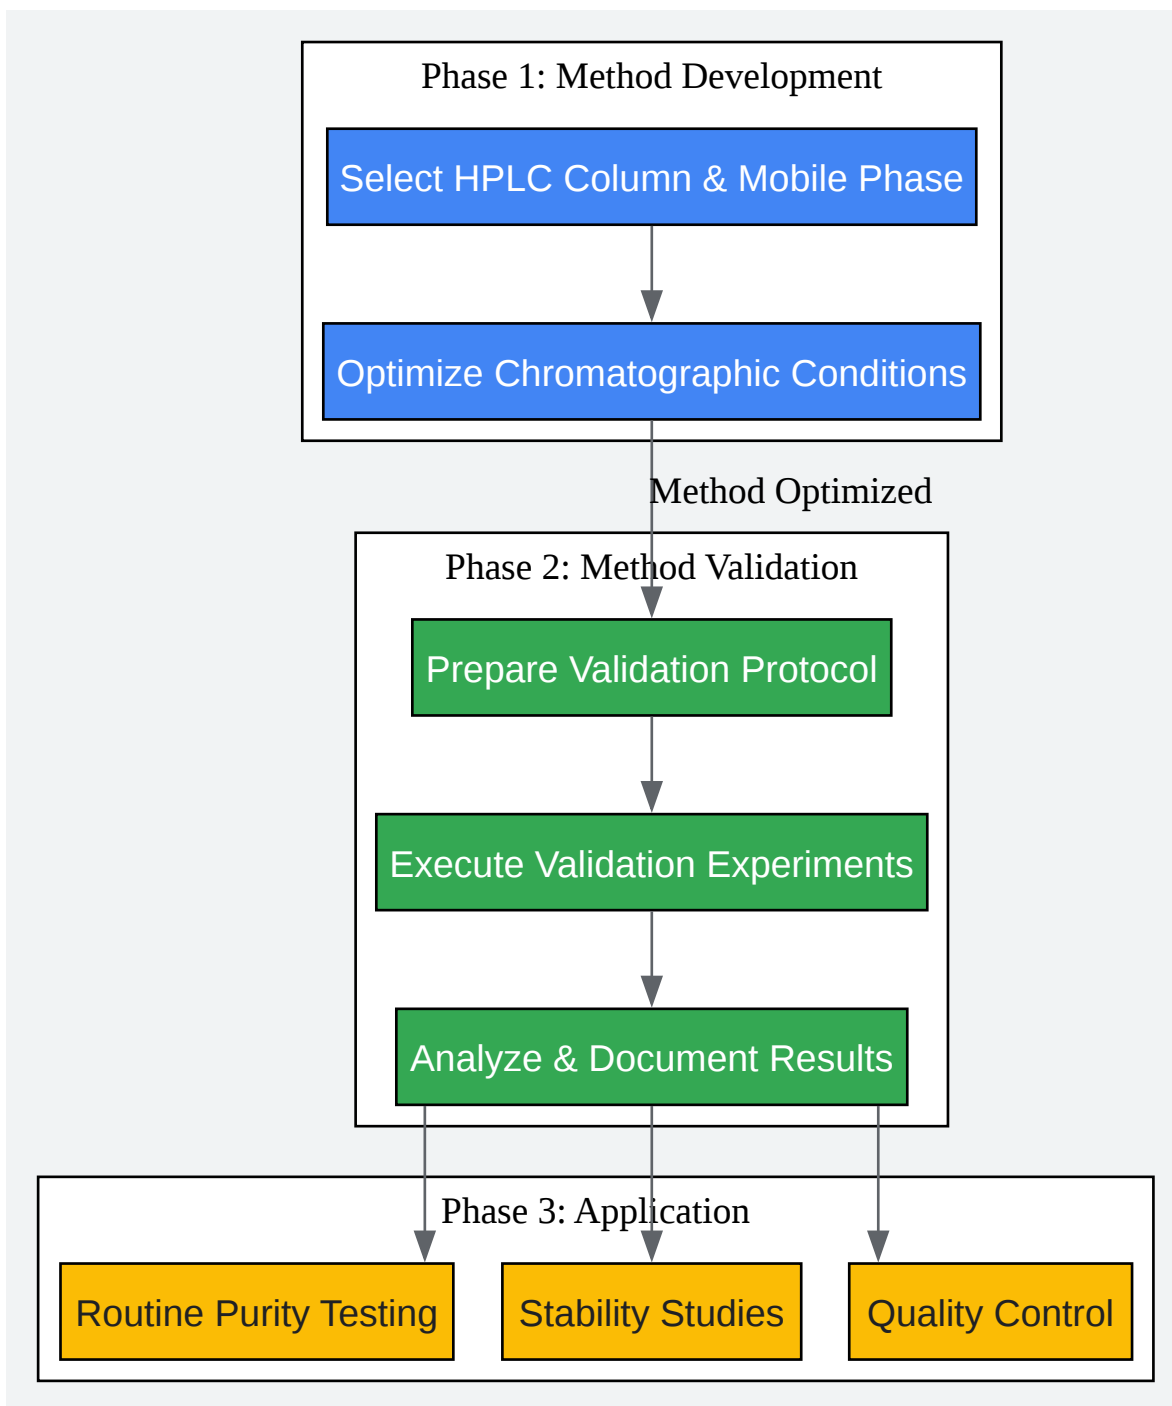 Phase 1: Method Development
Select HPLC Column & Mobile Phase
Optimize Chromatographic Conditions
Method Optimized
Phase 2: Method Validation
Prepare Validation Protocol
Execute Validation Experiments
Analyze & Document Results
Phase 3: Application
Routine Purity Testing
Stability Studies
Quality Control